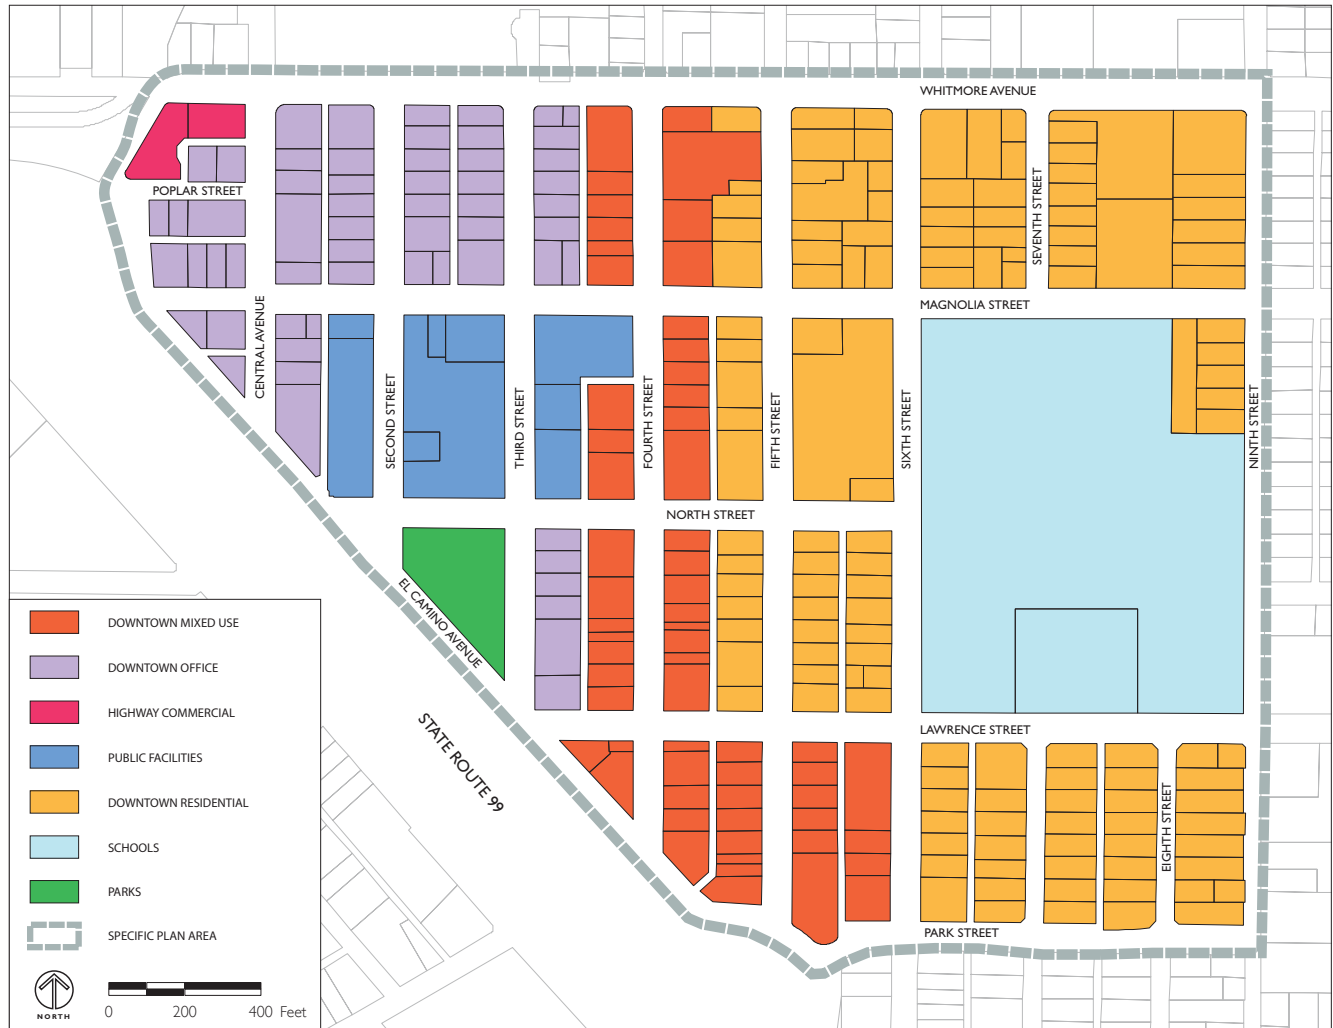 WHITMORE AVENUE
POPLAR STREET
SEVENTH STREET
MAGNOLIA STREET
CENTRAL AVENUE
SECOND STREET
THIRD STREET
FOURTH STREET
FIFTH STREET
SIXTH STREET
NINTH STREET
NORTH STREET
EL CAMINO AVENUE
STATE ROUTE 99
LAWRENCE STREET
EIGHTH STREET
PARK STREET
DOWNTOWN MIXED USE
DOWNTOWN OFFICE
HIGHWAY COMMERCIAL
PUBLIC FACILITIES
DOWNTOWN RESIDENTIAL
SCHOOLS
PARKS
SPECIFIC PLAN AREA
NORTH
0 200 400 Feet